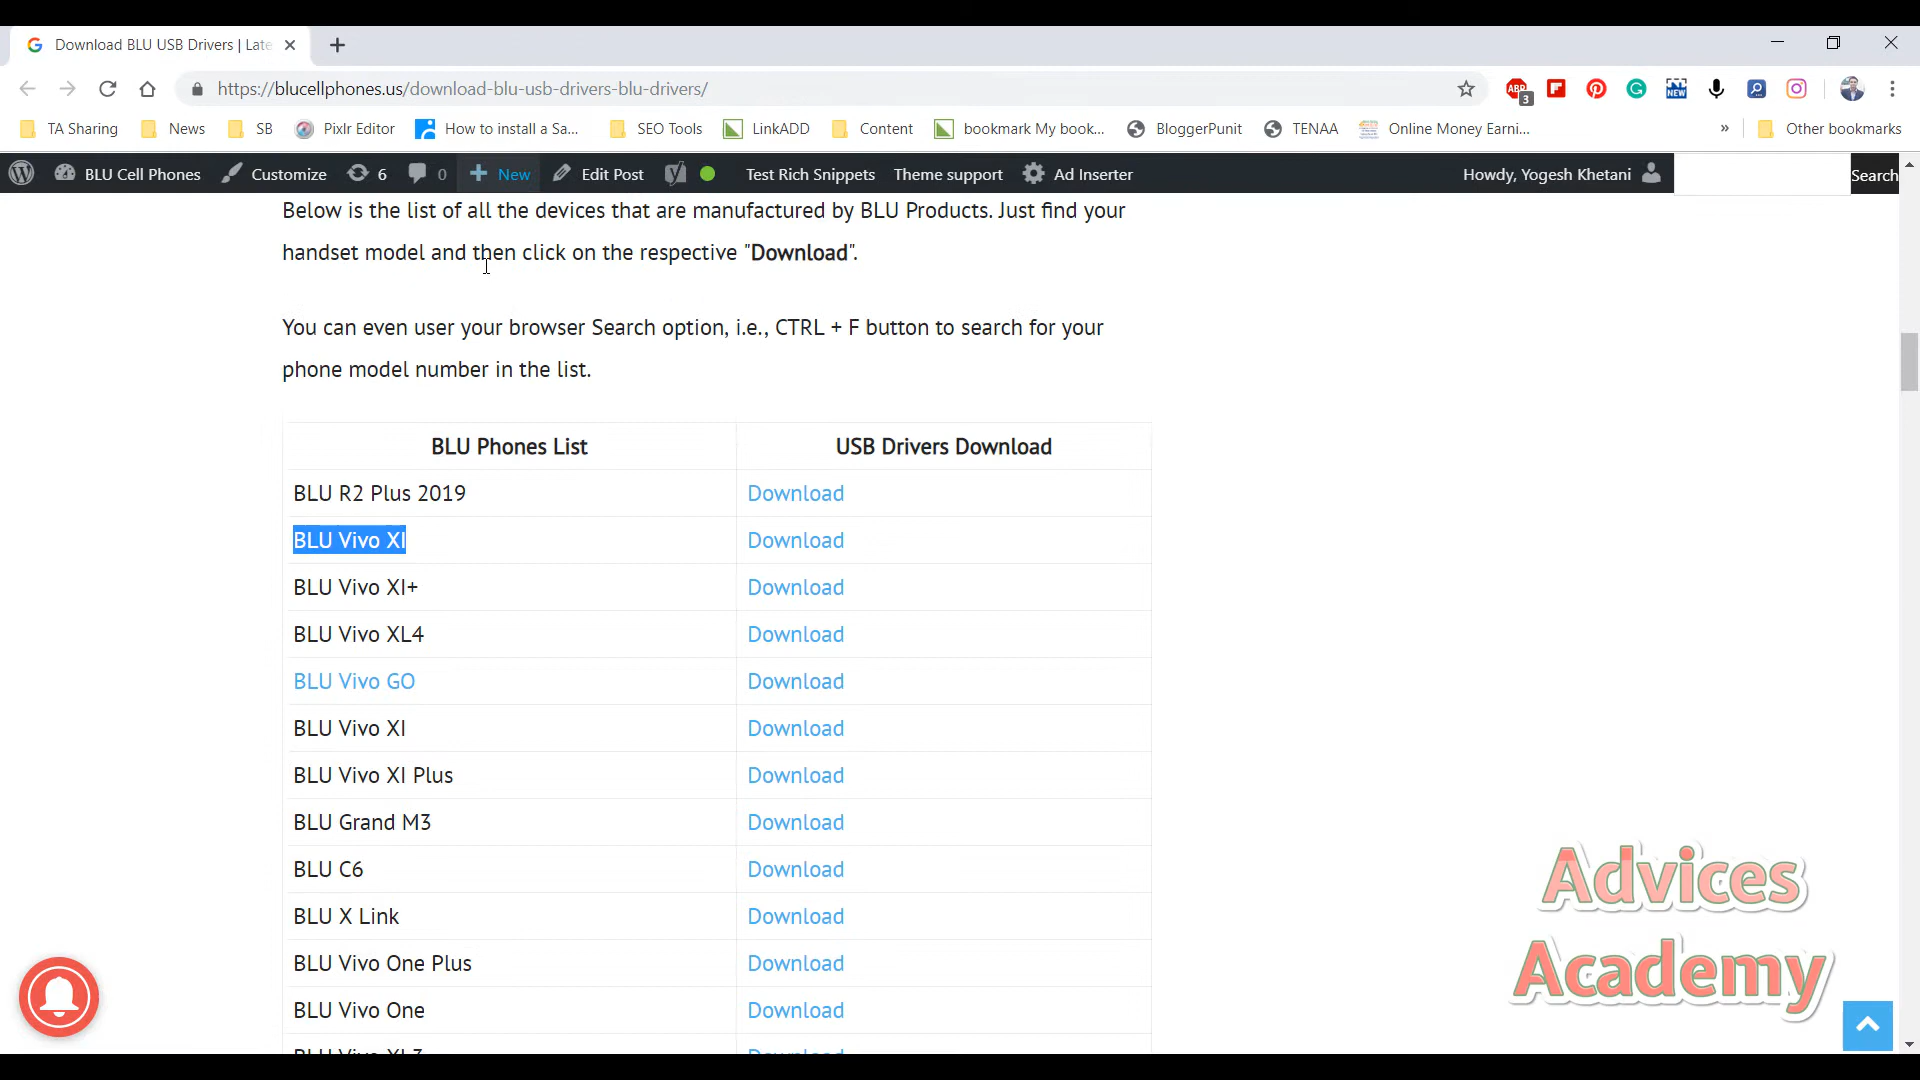 Download BLU USB Drivers | Late
https://blucellphones.us/download-blu-usb-drivers-blu-drivers/
ABP
3
NEW
TA Sharing News SB Pixlr Editor How to install a Sa... SEO Tools LinkADD Content bookmark My book... BloggerPunit TENAA Online Money Earni... » Other bookmarks
BLU Cell Phones Customize 6 0 + New Edit Post Test Rich Snippets Theme support Ad Inserter Howdy, Yogesh Khetani Search
Below is the list of all the devices that are manufactured by BLU Products. Just find your
handset model and then click on the respective "Download".
You can even user your browser Search option, i.e., CTRL + F button to search for your
phone model number in the list.
BLU Phones List USB Drivers Download
BLU R2 Plus 2019 Download
BLU Vivo XI Download
BLU Vivo XI+ Download
BLU Vivo XL4 Download
BLU Vivo GO Download
BLU Vivo XI Download
BLU Vivo XI Plus Download
BLU Grand M3 Download
BLU C6 Download
BLU X Link Download
BLU Vivo One Plus Download
BLU Vivo One Download
BLU Vivo XL3 Download
Advices
Academy